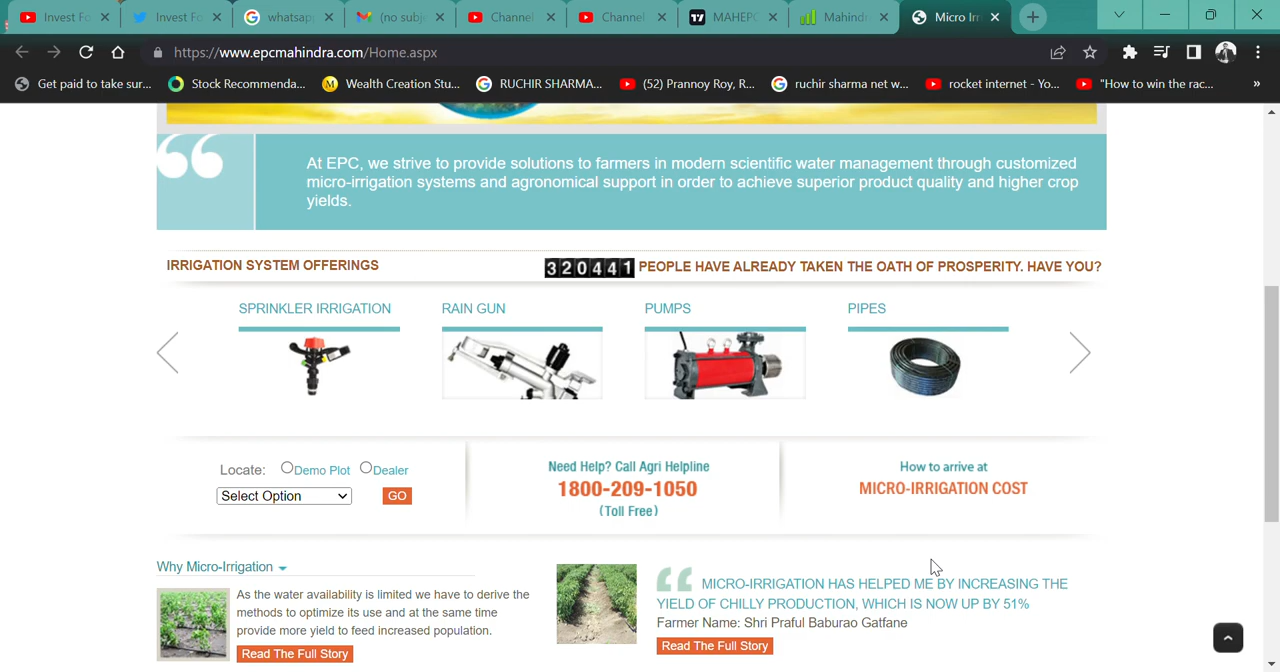 Invest Fo
Invest Fo
whatsap
(no subj
Channel
Channel
MAHEPC
Mahind
Micro Irr
https://www.epcmahindra.com/Home.aspx
Get paid to take sur...
Stock Recommenda...
Wealth Creation Stu...
RUCHIR SHARMA...
(52) Prannoy Roy, R...
ruchir sharma net w...
rocket internet - Yo...
"How to win the rac...
»
At EPC, we strive to provide solutions to farmers in modern scientific water management through customized
micro-irrigation systems and agronomical support in order to achieve superior product quality and higher crop
yields.
IRRIGATION SYSTEM OFFERINGS
320441 PEOPLE HAVE ALREADY TAKEN THE OATH OF PROSPERITY. HAVE YOU?
SPRINKLER IRRIGATION
RAIN GUN
PUMPS
PIPES
Locate: Demo Plot Dealer
Select Option
GO
Need Help? Call Agri Helpline
1800-209-1050
(Toll Free)
How to arrive at
MICRO-IRRIGATION COST
Why Micro-Irrigation
As the water availability is limited we have to derive the
methods to optimize its use and at the same time
provide more yield to feed increased population.
Read The Full Story
MICRO-IRRIGATION HAS HELPED ME BY INCREASING THE
YIELD OF CHILLY PRODUCTION, WHICH IS NOW UP BY 51%
Farmer Name: Shri Praful Baburao Gatfane
Read The Full Story